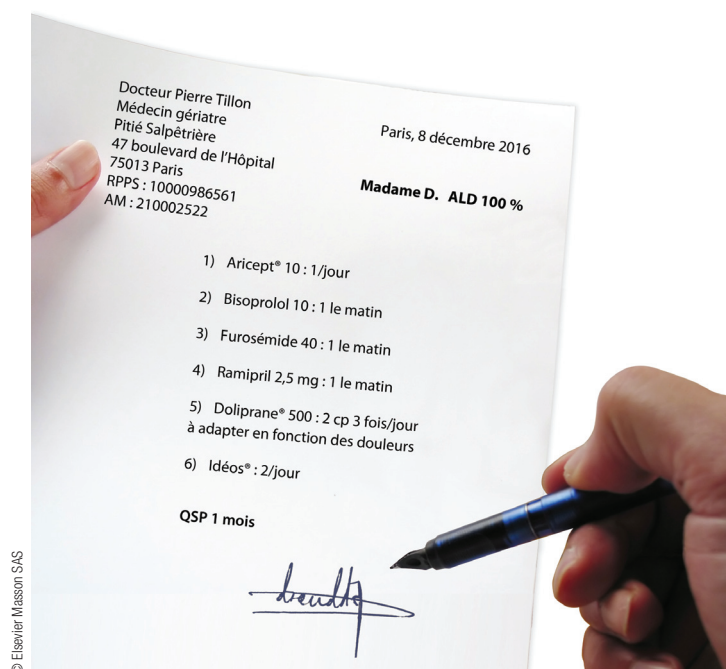 Docteur Pierre Tillon
Médecin gériatre
Pitié Salpêtrière
47 boulevard de l'Hôpital
75013 Paris
RPPS : 10000986561
AM : 210002522
Paris, 8 décembre 2016
Madame D. ALD 100 %
1) Aricept® 10 : 1/jour
2) Bisoprolol 10 : 1 le matin
3) Furosémide 40 : 1 le matin
4) Ramipril 2,5 mg : 1 le matin
5) Doliprane® 500 : 2 cp 3 fois/jour
à adapter en fonction des douleurs
6) Idéos® : 2/jour
QSP 1 mois
© Elsevier Masson SAS